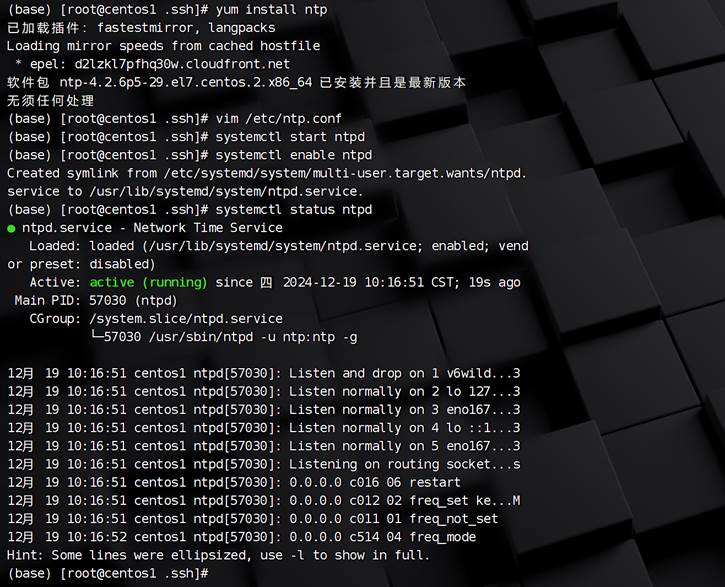 (base) [root@centos1 .ssh]# yum install ntp
已加载插件: fastestmirror, langpacks
Loading mirror speeds from cached hostfile
 * epel: d2lzkl7pfhq30w.cloudfront.net
软件包 ntp-4.2.6p5-29.el7.centos.2.x86_64 已安装并且是最新版本
无须任何处理
(base) [root@centos1 .ssh]# vim /etc/ntp.conf
(base) [root@centos1 .ssh]# systemctl start ntpd
(base) [root@centos1 .ssh]# systemctl enable ntpd
Created symlink from /etc/systemd/system/multi-user.target.wants/ntpd.
service to /usr/lib/systemd/system/ntpd.service.
(base) [root@centos1 .ssh]# systemctl status ntpd
● ntpd.service - Network Time Service
   Loaded: loaded (/usr/lib/systemd/system/ntpd.service; enabled; vend
or preset: disabled)
   Active: active (running) since 四 2024-12-19 10:16:51 CST; 19s ago
 Main PID: 57030 (ntpd)
   CGroup: /system.slice/ntpd.service
           └─57030 /usr/sbin/ntpd -u ntp:ntp -g
12月 19 10:16:51 centos1 ntpd[57030]: Listen and drop on 1 v6wild...3
12月 19 10:16:51 centos1 ntpd[57030]: Listen normally on 2 lo 127...3
12月 19 10:16:51 centos1 ntpd[57030]: Listen normally on 3 eno167...3
12月 19 10:16:51 centos1 ntpd[57030]: Listen normally on 4 lo ::1...3
12月 19 10:16:51 centos1 ntpd[57030]: Listen normally on 5 eno167...3
12月 19 10:16:51 centos1 ntpd[57030]: Listening on routing socket...s
12月 19 10:16:51 centos1 ntpd[57030]: 0.0.0.0 c016 06 restart
12月 19 10:16:51 centos1 ntpd[57030]: 0.0.0.0 c012 02 freq_set ke...M
12月 19 10:16:51 centos1 ntpd[57030]: 0.0.0.0 c011 01 freq_not_set
12月 19 10:16:52 centos1 ntpd[57030]: 0.0.0.0 c514 04 freq_mode
Hint: Some lines were ellipsized, use -l to show in full.
(base) [root@centos1 .ssh]#